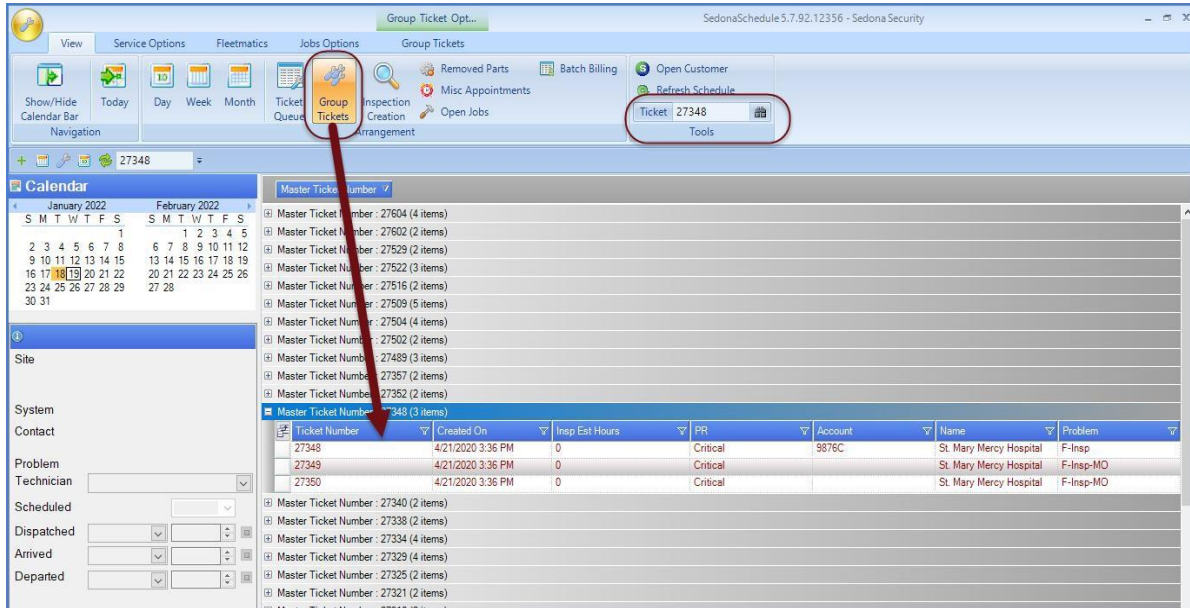 Group Ticket Opt...
SedonaSchedule 5.7.92.12356 - Sedona Security
View Service Options Fleetmatics Jobs Options Group Tickets
Show/Hide Calendar Bar
Today
Navigation
Day Week Month
Ticket Queue
Group Tickets
Inspection Creation
Removed Parts
Misc Appointments
Open Jobs
Batch Billing
Arrangement
Open Customer
Refresh Schedule
Ticket 27348
Tools
27348
Calendar
January 2022 February 2022
S M T W T F S S M T W T F S
1 1 2 3 4 5
2 3 4 5 6 7 8 6 7 8 9 10 11 12
9 10 11 12 13 14 15 13 14 15 16 17 18 19
16 17 18 19 20 21 22 20 21 22 23 24 25 26
23 24 25 26 27 28 29 27 28
30 31
Site
System
Contact
Problem
Technician
Scheduled
Dispatched
Arrived
Departed
Master Ticket Number
Master Ticket Number : 27604 (4 items)
Master Ticket Number : 27602 (2 items)
Master Ticket Number : 27529 (2 items)
Master Ticket Number : 27522 (3 items)
Master Ticket Number : 27516 (2 items)
Master Ticket Number : 27509 (5 items)
Master Ticket Number : 27504 (4 items)
Master Ticket Number : 27502 (2 items)
Master Ticket Number : 27489 (3 items)
Master Ticket Number : 27357 (2 items)
Master Ticket Number : 27352 (2 items)
Master Ticket Number : 27348 (3 items)
Ticket Number Created On Insp Est Hours PR Account Name Problem
27348 4/21/2020 3:36 PM 0 Critical 9876C St. Mary Mercy Hospital F-Insp
27349 4/21/2020 3:36 PM 0 Critical St. Mary Mercy Hospital F-Insp-MO
27350 4/21/2020 3:36 PM 0 Critical St. Mary Mercy Hospital F-Insp-MO
Master Ticket Number : 27340 (2 items)
Master Ticket Number : 27338 (2 items)
Master Ticket Number : 27334 (4 items)
Master Ticket Number : 27329 (4 items)
Master Ticket Number : 27325 (2 items)
Master Ticket Number : 27321 (2 items)